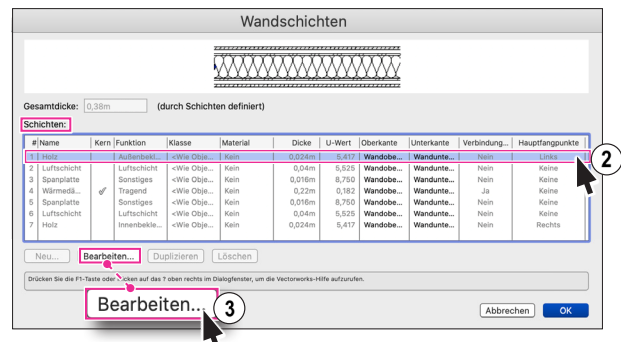 Wandschichten
Gesamtdicke: 0,38m (durch Schichten definiert)
Schichten:
# Name Kern Funktion Klasse Material Dicke U-Wert Oberkante Unterkante Verbindung... Hauptfangpunkte
1 Holz Außenbekl... <Wie Obje... Kein 0,024m 5,417 Wandobe... Wandunte... Nein Links
2 Luftschicht Luftschicht <Wie Obje... Kein 0,04m 5,525 Wandobe... Wandunte... Nein Keine
3 Spanplatte Sonstiges <Wie Obje... Kein 0,016m 8,750 Wandobe... Wandunte... Nein Keine
4 Wärmedä... ✓ Tragend <Wie Obje... Kein 0,22m 0,182 Wandobe... Wandunte... Ja Keine
5 Spanplatte Sonstiges <Wie Obje... Kein 0,016m 8,750 Wandobe... Wandunte... Nein Keine
6 Luftschicht Luftschicht <Wie Obje... Kein 0,04m 5,525 Wandobe... Wandunte... Nein Keine
7 Holz Innenbekle... <Wie Obje... Kein 0,024m 5,417 Wandobe... Wandunte... Nein Rechts
2
Neu... Bearbeiten... Duplizieren Löschen
Drücken Sie die F1-Taste oder klicken auf das ? oben rechts im Dialogfenster, um die Vectorworks-Hilfe aufzurufen.
Bearbeiten... 3
Abbrechen OK